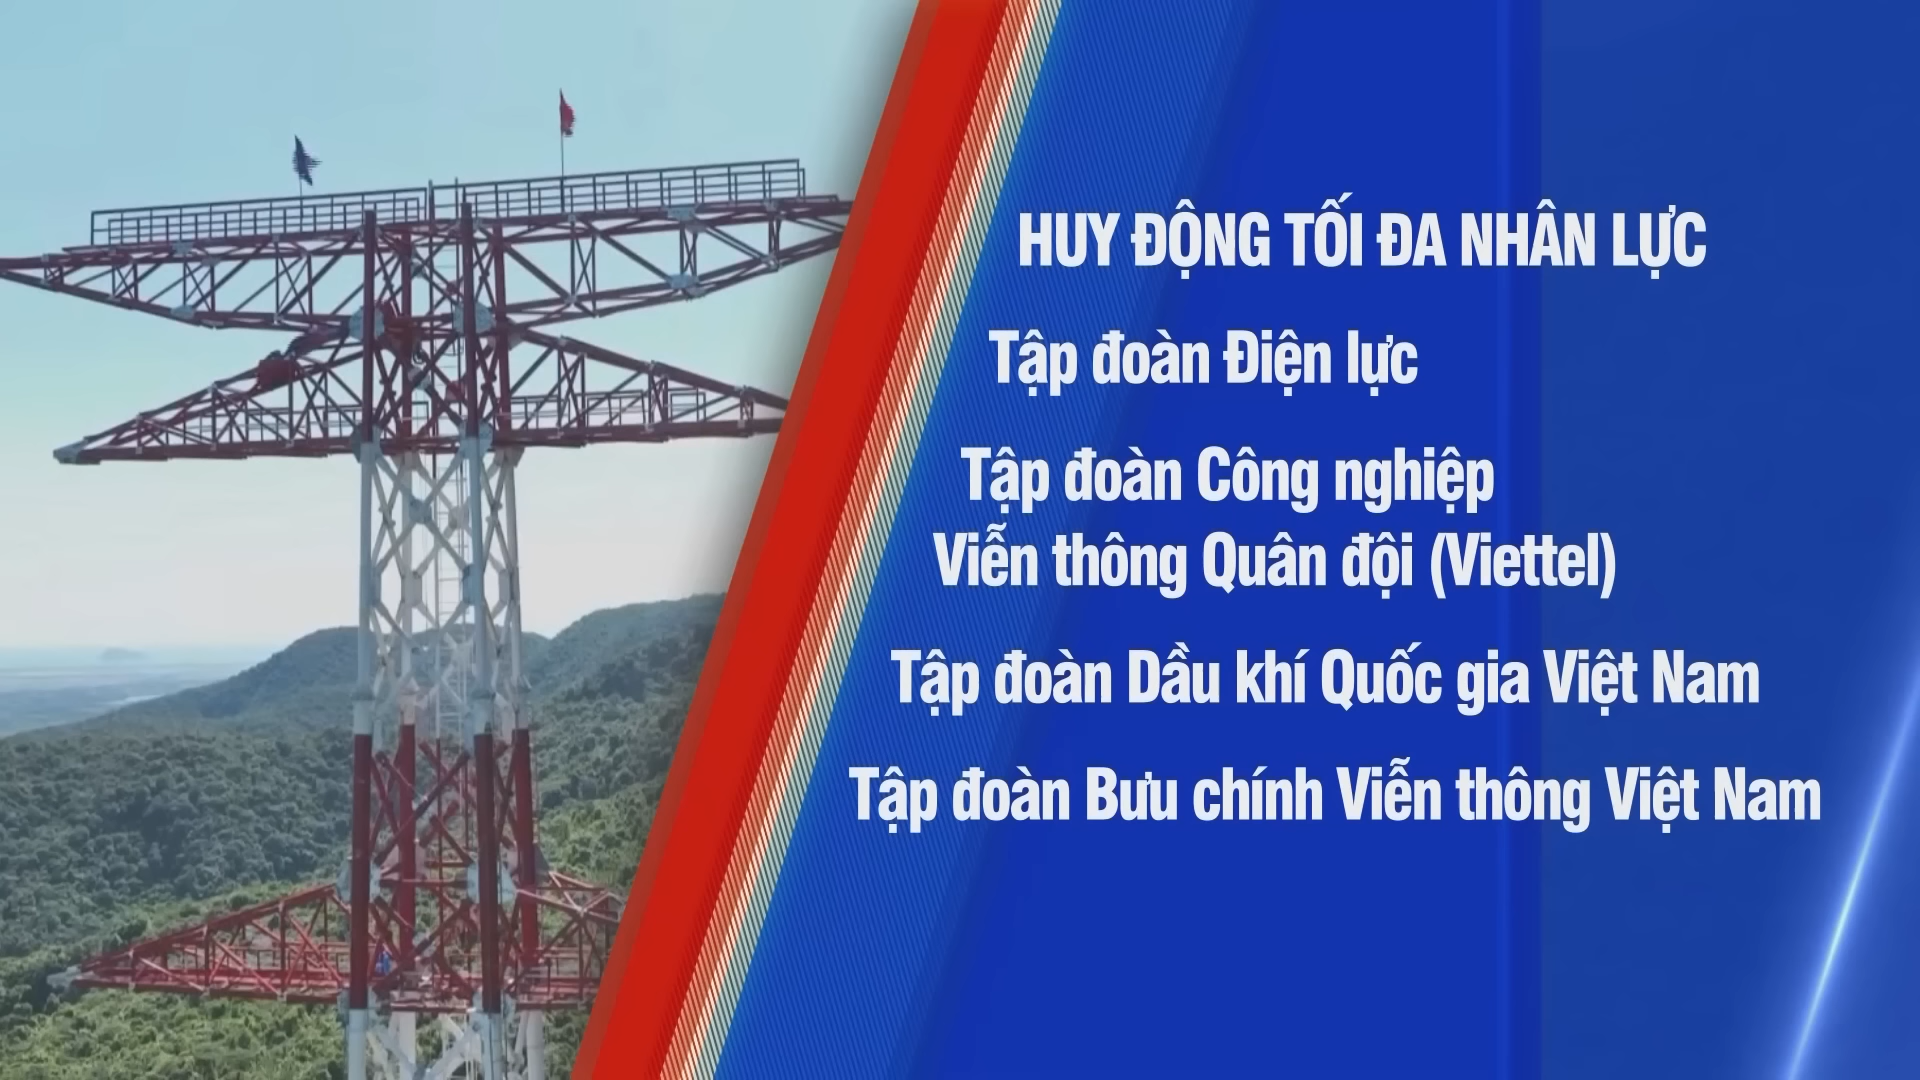 HUY ĐỘNG TỐI ĐA NHÂN LỰC
Tập đoàn Điện lực
Tập đoàn Công nghiệp
Viễn thông Quân đội (Viettel)
Tập đoàn Dầu khí Quốc gia Việt Nam
Tập đoàn Bưu chính Viễn thông Việt Nam